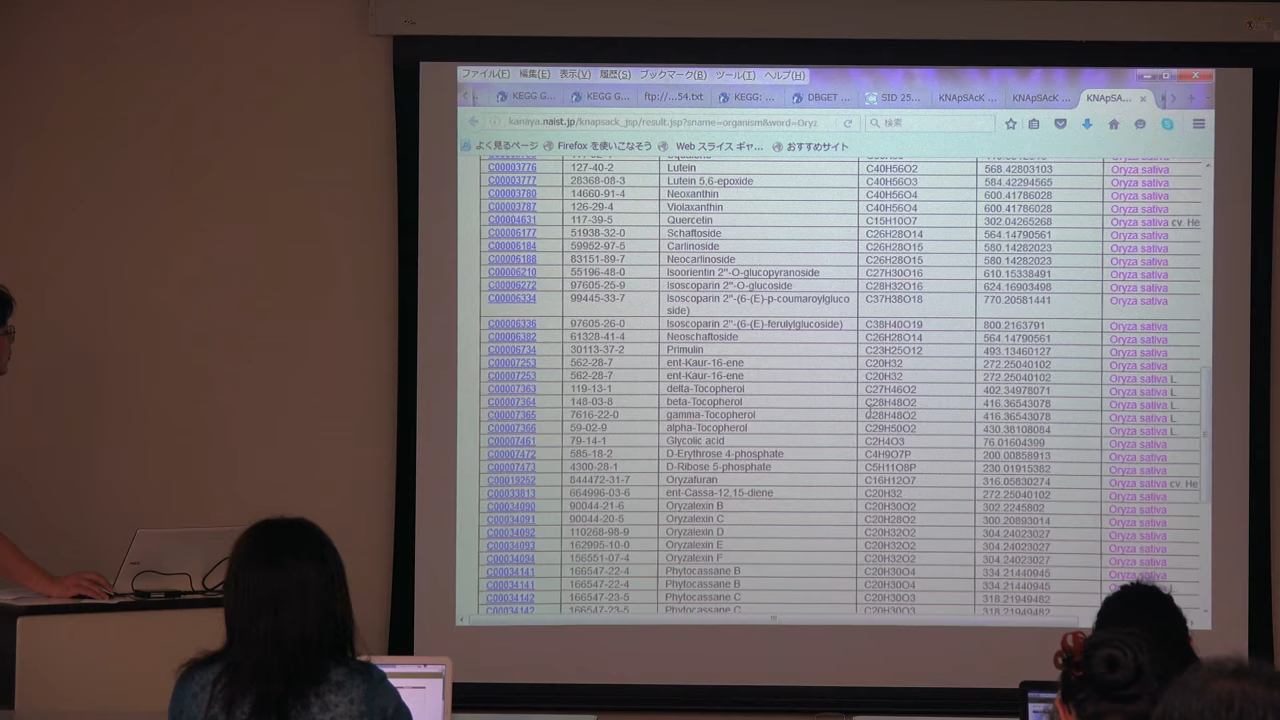 ファイル(F) 編集(E) 表示(V) 履歴(S) ブックマーク(B) ツール(T) ヘルプ(H)
KEGG G... KEGG G... ftp://...54.txt KEGG: ... DBGET ... SID 25... KNApSAcK ... KNApSAcK ... KNApSA...
kanaya.naist.jp/knapsack_jsp/result.jsp?sname=organism&word=Oryz 検索
よく見るページ Firefox を使いこなそう Web スライス ギャ... おすすめサイト
C00003776 127-40-2 Lutein C40H56O2 568.42803103 Oryza sativa
C00003777 28368-08-3 Lutein 5,6-epoxide C40H56O3 584.42294565 Oryza sativa
C00003780 14660-91-4 Neoxanthin C40H56O4 600.41786028 Oryza sativa
C00003787 126-29-4 Violaxanthin C40H56O4 600.41786028 Oryza sativa
C00004631 117-39-5 Quercetin C15H10O7 302.04265268 Oryza sativa cv. He
C00006177 51938-32-0 Schaftoside C26H28O14 564.14790561 Oryza sativa
C00006184 59952-97-5 Carlinoside C26H28O15 580.14282023 Oryza sativa
C00006188 83151-89-7 Neocarlinoside C26H28O15 580.14282023 Oryza sativa
C00006210 55196-48-0 Isoorientin 2"-O-glucopyranoside C27H30O16 610.15338491 Oryza sativa
C00006272 97605-25-9 Isoscoparin 2"-O-glucoside C28H32O16 624.16903498 Oryza sativa
C00006334 99445-33-7 Isoscoparin 2"-(6-(E)-p-coumaroylgluco C37H38O18 770.20581441 Oryza sativa
side)
C00006336 97605-26-0 Isoscoparin 2"-(6-(E)-ferulylglucoside) C38H40O19 800.2163791 Oryza sativa
C00006382 61328-41-4 Neoschaftoside C26H28O14 564.14790561 Oryza sativa
C00006734 30113-37-2 Primulin C23H25O12 493.13460127 Oryza sativa
C00007253 562-28-7 ent-Kaur-16-ene C20H32 272.25040102 Oryza sativa
C00007253 562-28-7 ent-Kaur-16-ene C20H32 272.25040102 Oryza sativa L.
C00007363 119-13-1 delta-Tocopherol C27H46O2 402.34978071 Oryza sativa L.
C00007364 148-03-8 beta-Tocopherol C28H48O2 416.36543078 Oryza sativa L.
C00007365 7616-22-0 gamma-Tocopherol C28H48O2 416.36543078 Oryza sativa L.
C00007366 59-02-9 alpha-Tocopherol C29H50O2 430.38108084 Oryza sativa L.
C00007461 79-14-1 Glycolic acid C2H4O3 76.01604399 Oryza sativa
C00007472 585-18-2 D-Erythrose 4-phosphate C4H9O7P 200.00858913 Oryza sativa
C00007473 4300-28-1 D-Ribose 5-phosphate C5H11O8P 230.01915382 Oryza sativa
C00019252 844472-31-7 Oryzafuran C16H12O7 316.05830274 Oryza sativa cv. He
C00033813 664996-03-6 ent-Cassa-12,15-diene C20H32 272.25040102 Oryza sativa
C00034090 90044-21-6 Oryzalexin B C20H30O2 302.2245802 Oryza sativa
C00034091 90044-20-5 Oryzalexin C C20H28O2 300.20893014 Oryza sativa
C00034092 110268-98-9 Oryzalexin D C20H32O2 304.24023027 Oryza sativa
C00034093 162995-10-0 Oryzalexin E C20H32O2 304.24023027 Oryza sativa
C00034094 156551-07-4 Oryzalexin F C20H32O2 304.24023027 Oryza sativa
C00034141 166547-22-4 Phytocassane B C20H30O4 334.21440945 Oryza sativa
C00034141 166547-22-4 Phytocassane B C20H30O4 334.21440945
C00034142 166547-23-5 Phytocassane C C20H30O3 318.21949482
C00034142 166547-23-5 Phytocassane C C20H30O3 318.21949482